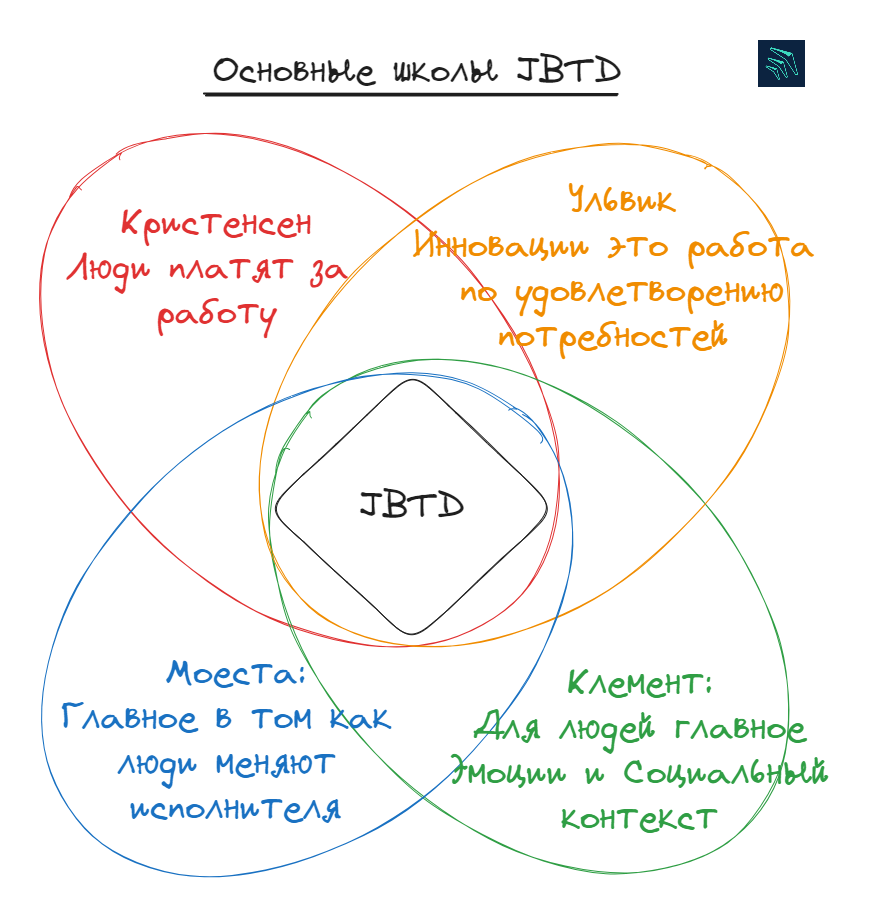 Основные школы JBTD
Кристенсен
Люди платят за
работу
Ульвик
Инновации это работа
по удовлетворению
потребностей
JBTD
Моеста:
Главное в том как
люди меняют
исполнителя
Клемент:
Для людей главное
Эмоции и Социальный
контекст